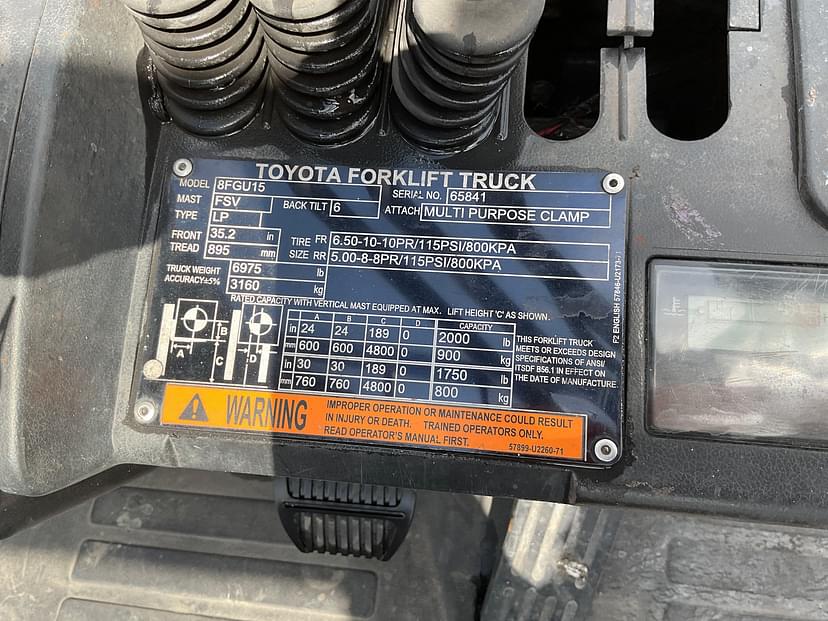 TOYOTA FORKLIFT TRUCK
MODEL 8FGU15 SERIAL NO. 65841
MAST FSV BACK TILT 6 ATTACH MULTI PURPOSE CLAMP
TYPE LP
FRONT TREAD 35.2 in 895 mm
TIRE SIZE FR 6.50-10-10PR/115PSI/800KPA
RR 5.00-8-8PR/115PSI/800KPA
TRUCK WEIGHT ACCURACY±5% 6975 lb
3160 kg
RATED CAPACITY WITH VERTICAL MAST EQUIPPED AT MAX. LIFT HEIGHT 'C' AS SHOWN.
A B C D CAPACITY
in 24 24 189 0 2000 lb
mm 600 600 4800 0 900 kg
in 30 30 189 0 1750 lb
mm 760 760 4800 0 800 kg
A B C D
THIS FORKLIFT TRUCK
MEETS OR EXCEEDS DESIGN
SPECIFICATIONS OF ANSI/
ITSDF B56.1 IN EFFECT ON
THE DATE OF MANUFACTURE.
F2 ENGLISH 57846-U2173-71
WARNING
IMPROPER OPERATION OR MAINTENANCE COULD RESULT
IN INJURY OR DEATH. TRAINED OPERATORS ONLY.
READ OPERATOR'S MANUAL FIRST.
57899-U2260-71